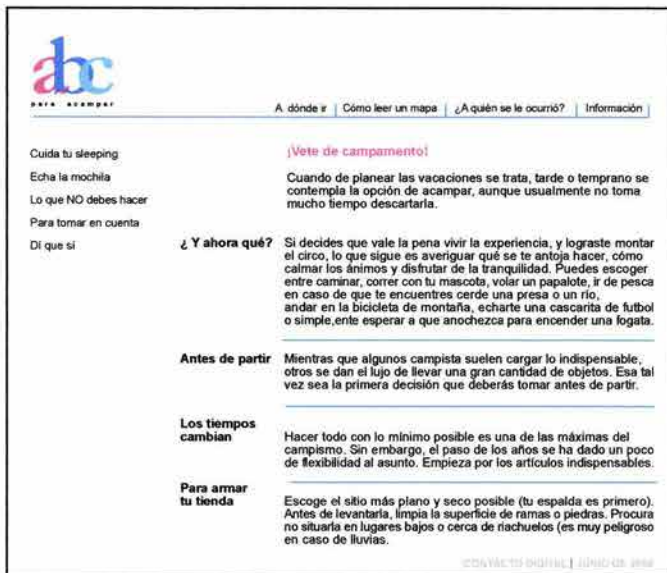 abc
para acampar
A dónde ir | Cómo leer un mapa | ¿A quién se le ocurrió? | Información |
Cuida tu sleeping
Echa la mochila
Lo que NO debes hacer
Para tomar en cuenta
Di que sí
¡Vete de campamento!
Cuando de planear las vacaciones se trata, tarde o temprano se
contempla la opción de acampar, aunque usualmente no toma
mucho tiempo descartarla.
¿ Y ahora qué?
Si decides que vale la pena vivir la experiencia, y lograste montar
el circo, lo que sigue es averiguar qué se te antoja hacer, cómo
calmar los ánimos y disfrutar de la tranquilidad. Puedes escoger
entre caminar, correr con tu mascota, volar un papalote, ir de pesca
en caso de que te encuentres cerde una presa o un río,
andar en la bicicleta de montaña, echarte una cascarita de futbol
o simple,ente esperar a que anochezca para encender una fogata.
Antes de partir
Mientras que algunos campista suelen cargar lo indispensable,
otros se dan el lujo de llevar una gran cantidad de objetos. Esa tal
vez sea la primera decisión que deberás tomar antes de partir.
Los tiempos
cambian
Hacer todo con lo mínimo posible es una de las máximas del
campismo. Sin embargo, el paso de los años se ha dado un poco
de flexibilidad al asunto. Empieza por los artículos indispensables.
Para armar
tu tienda
Escoge el sitio más plano y seco posible (tu espalda es primero).
Antes de levantarla, limpia la superficie de ramas o piedras. Procura
no situarla en lugares bajos o cerca de riachuelos (es muy peligroso
en caso de lluvias.
CONTACTO DIGITAL | JUNIO DE